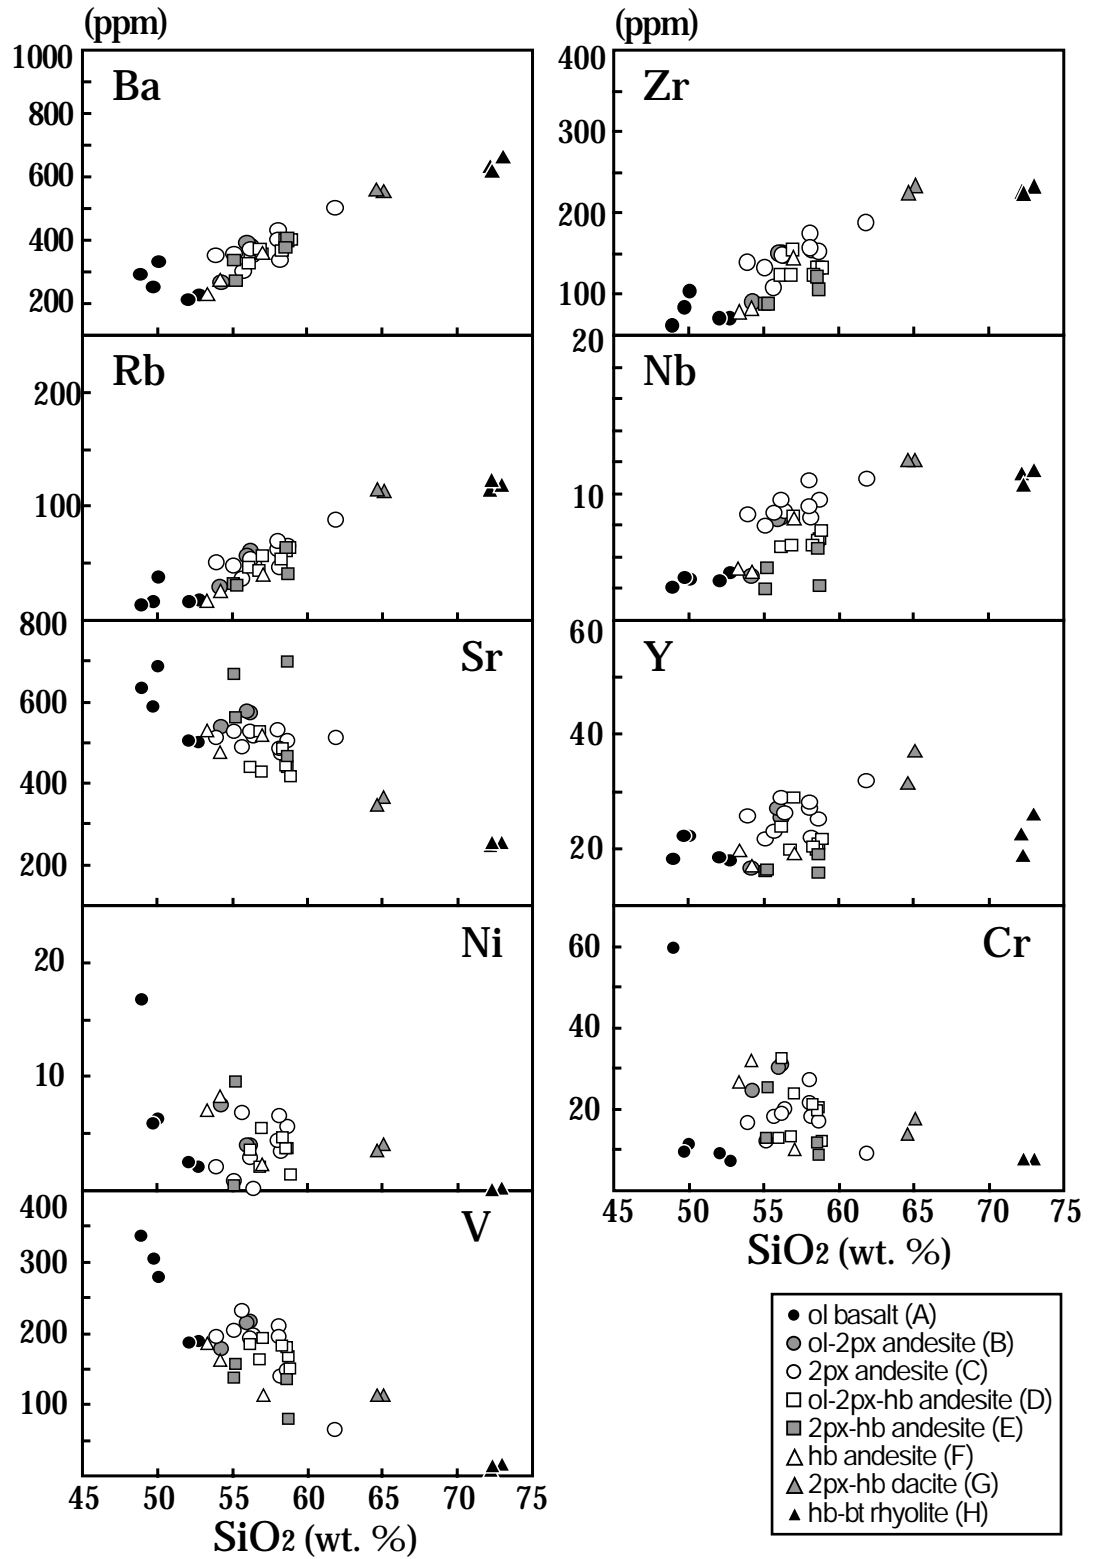 (ppm)
1000
800
600
400
200
Ba
200
100
Rb
800
600
400
200
Sr
20
10
Ni
400
300
200
100
V
45 50 55 60 65 70 75
SiO2 (wt. %)
(ppm)
400
300
200
100
Zr
20
10
Nb
60
40
20
Y
60
40
20
Cr
45 50 55 60 65 70 75
SiO2 (wt. %)
ol basalt (A)
ol-2px andesite (B)
2px andesite (C)
ol-2px-hb andesite (D)
2px-hb andesite (E)
hb andesite (F)
2px-hb dacite (G)
hb-bt rhyolite (H)